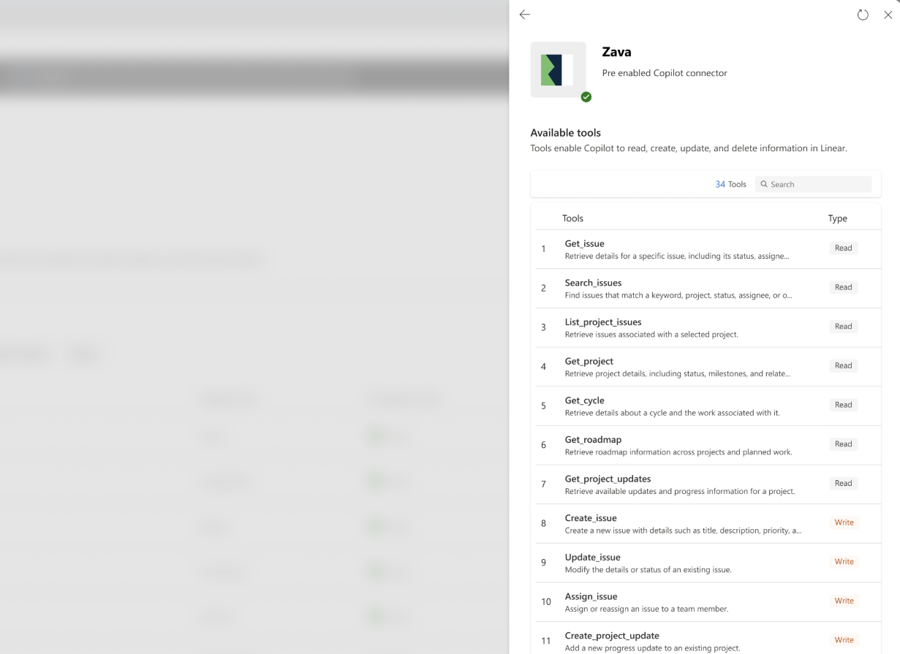 Zava
Pre enabled Copilot connector
Available tools
Tools enable Copilot to read, create, update, and delete information in Linear.
34 Tools
Search
Tools Type
1 Get_issue Read
Retrieve details for a specific issue, including its status, assigne...
2 Search_issues Read
Find issues that match a keyword, project, status, assignee, or o...
3 List_project_issues Read
Retrieve issues associated with a selected project.
4 Get_project Read
Retrieve project details, including status, milestones, and relate...
5 Get_cycle Read
Retrieve details about a cycle and the work associated with it.
6 Get_roadmap Read
Retrieve roadmap information across projects and planned work.
7 Get_project_updates Read
Retrieve available updates and progress information for a project.
8 Create_issue Write
Create a new issue with details such as title, description, priority, a...
9 Update_issue Write
Modify the details or status of an existing issue.
10 Assign_issue Write
Assign or reassign an issue to a team member.
11 Create_project_update Write
Add a new progress update to an existing project.